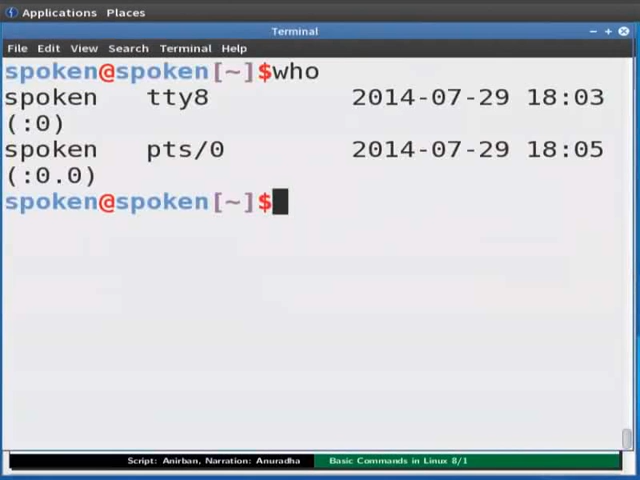 Applications Places
Terminal
File Edit View Search Terminal Help
spoken@spoken[~]$who
spoken tty8 2014-07-29 18:03
(:0)
spoken pts/0 2014-07-29 18:05
(:0.0)
spoken@spoken[~]$
Script: Anirban, Narration: Anuradha Basic Commands in Linux 8/1